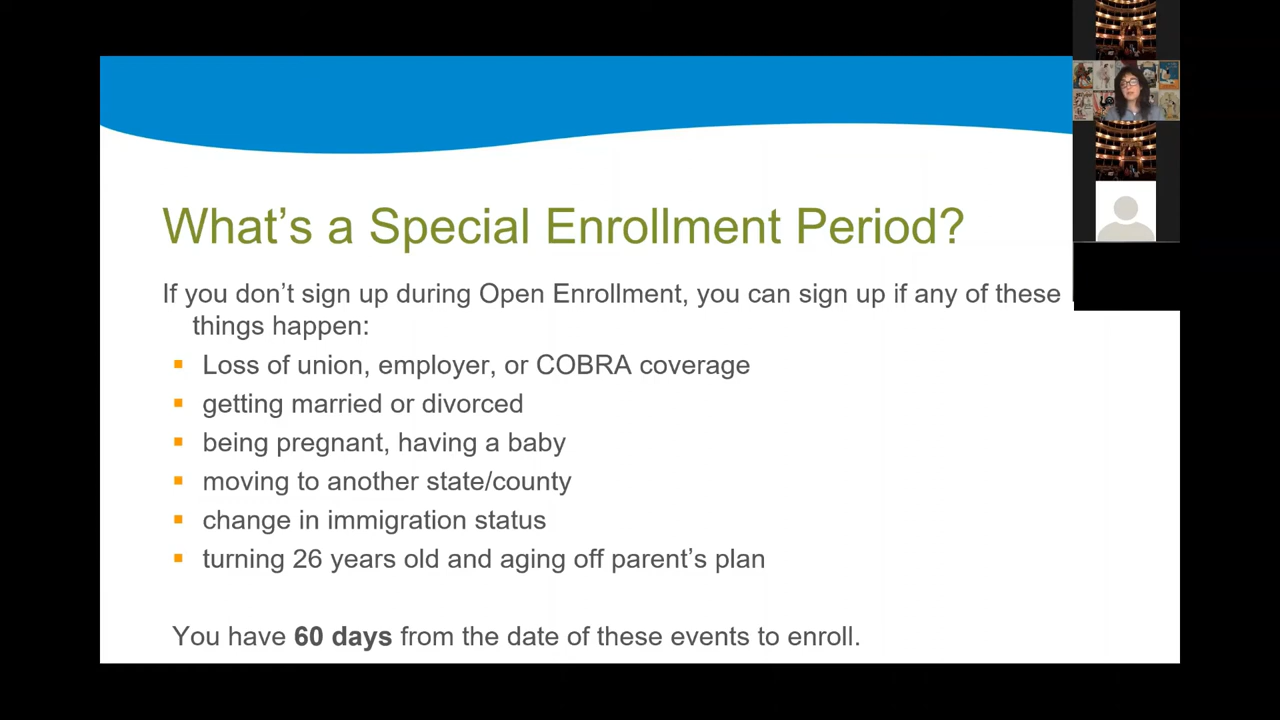 What's a Special Enrollment Period?
If you don't sign up during Open Enrollment, you can sign up if any of these
things happen:
▪ Loss of union, employer, or COBRA coverage
▪ getting married or divorced
▪ being pregnant, having a baby
▪ moving to another state/county
▪ change in immigration status
▪ turning 26 years old and aging off parent's plan
You have 60 days from the date of these events to enroll.